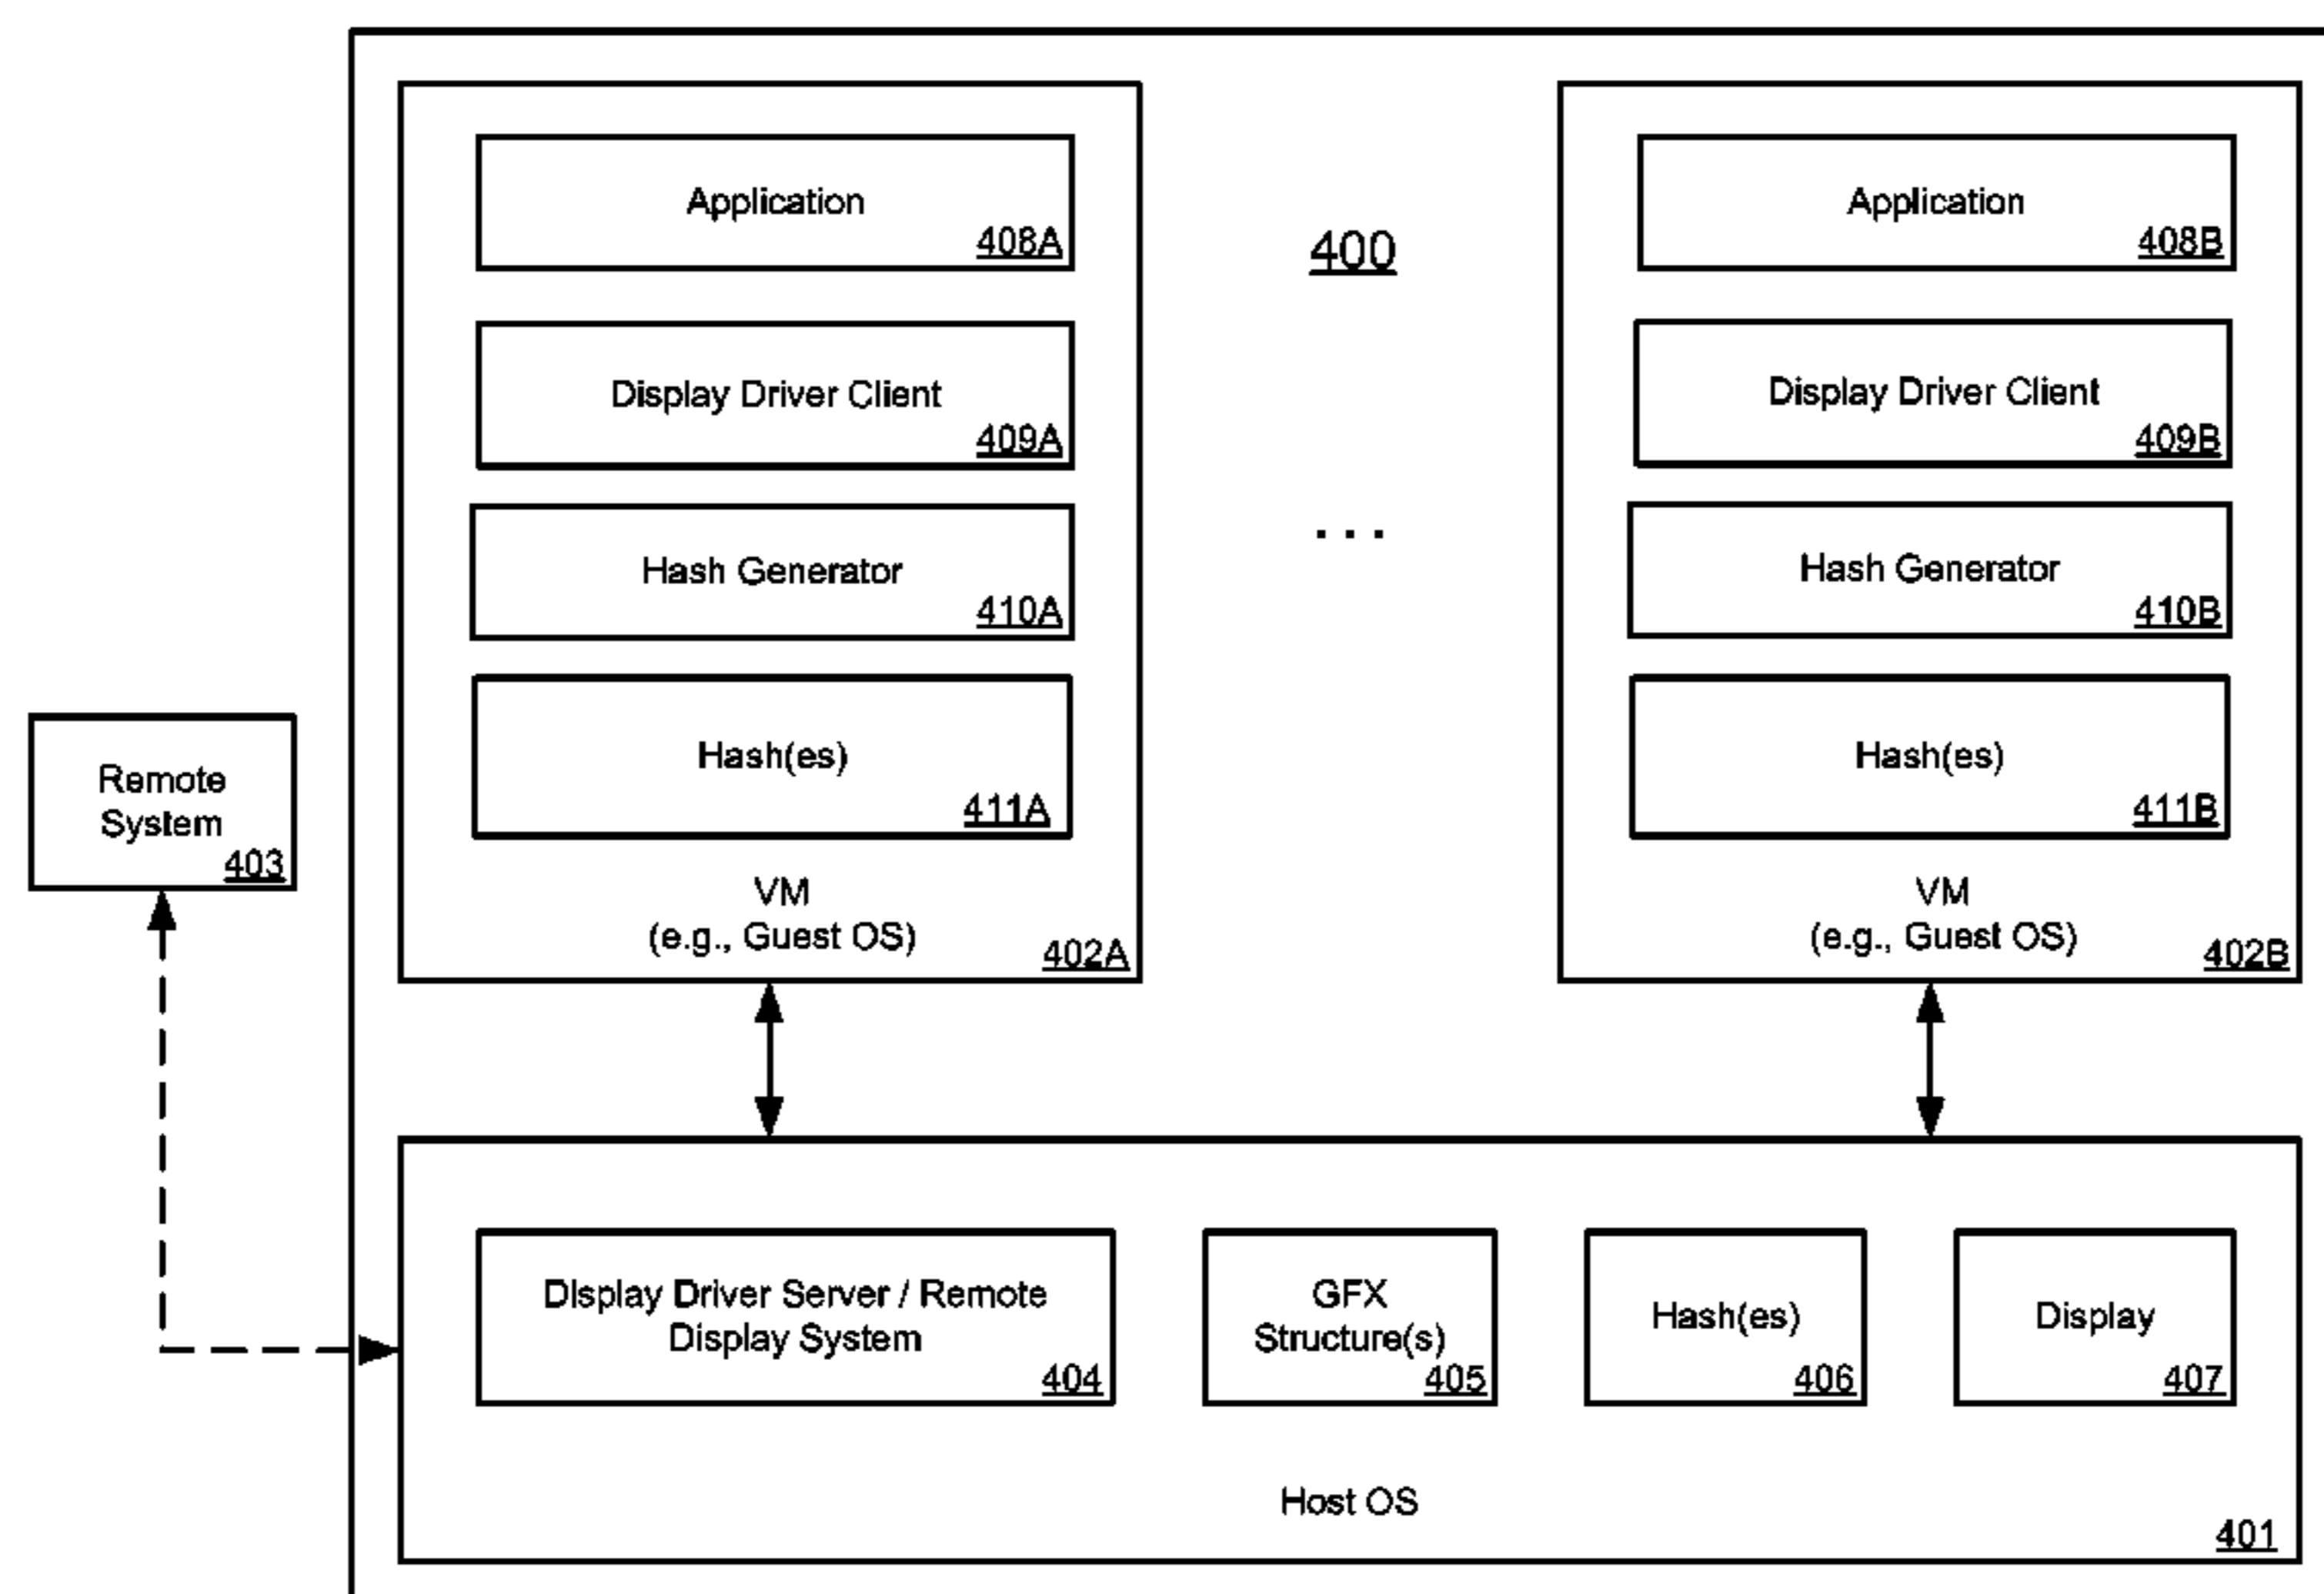 400
Application
408A
Display Driver Client
409A
Hash Generator
410A
Hash(es)
411A
VM
(e.g., Guest OS)
402A
. . .
Application
408B
Display Driver Client
409B
Hash Generator
410B
Hash(es)
411B
VM
(e.g., Guest OS)
402B
Remote
System
403
Display Driver Server / Remote
Display System
404
GFX
Structure(s)
405
Hash(es)
406
Display
407
Host OS
401